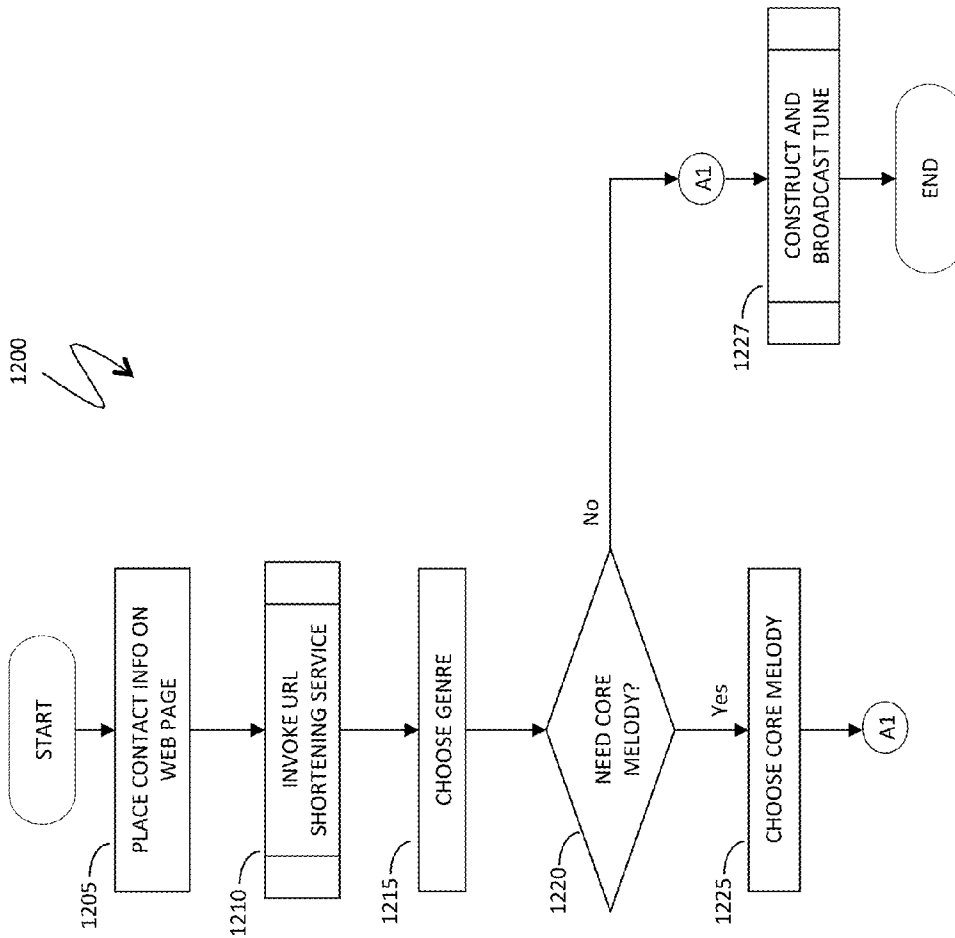 1200
START
1205
PLACE CONTACT INFO ON
WEB PAGE
1210
INVOKE URL
SHORTENING SERVICE
1215
CHOOSE GENRE
1220
NEED CORE
MELODY?
No
Yes
1225
CHOOSE CORE MELODY
A1
A1
1227
CONSTRUCT AND
BROADCAST TUNE
END